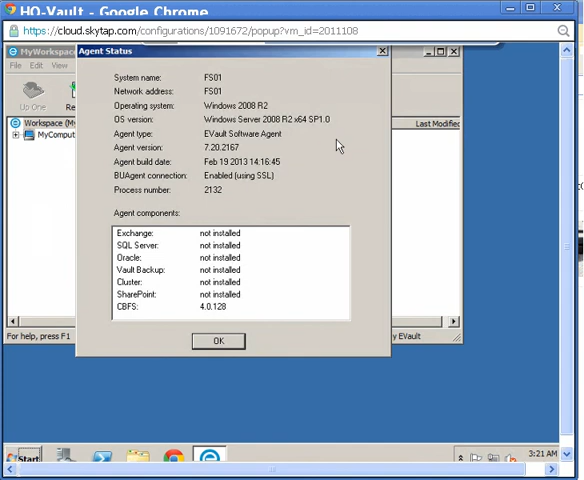 HQ-Vault - Google Chrome
https://cloud.skytap.com/configurations/1091672/popup?vm_id=2011108
MyWorkspac
Agent Status
File Edit View
Up One
Re
Workspace (My
MyComput
Last Modified
System name: FS01
Network address: FS01
Operating system: Windows 2008 R2
OS version: Windows Server 2008 R2 x64 SP1.0
Agent type: EVault Software Agent
Agent version: 7.20.2167
Agent build date: Feb 19 2013 14:16:45
BUAgent connection: Enabled (using SSL)
Process number: 2132
Agent components:
Exchange: not installed
SQL Server: not installed
Oracle: not installed
Vault Backup: not installed
Cluster: not installed
SharePoint: not installed
CBFS: 4.0.128
OK
For help, press F1
y EVault
Start
3:21 AM